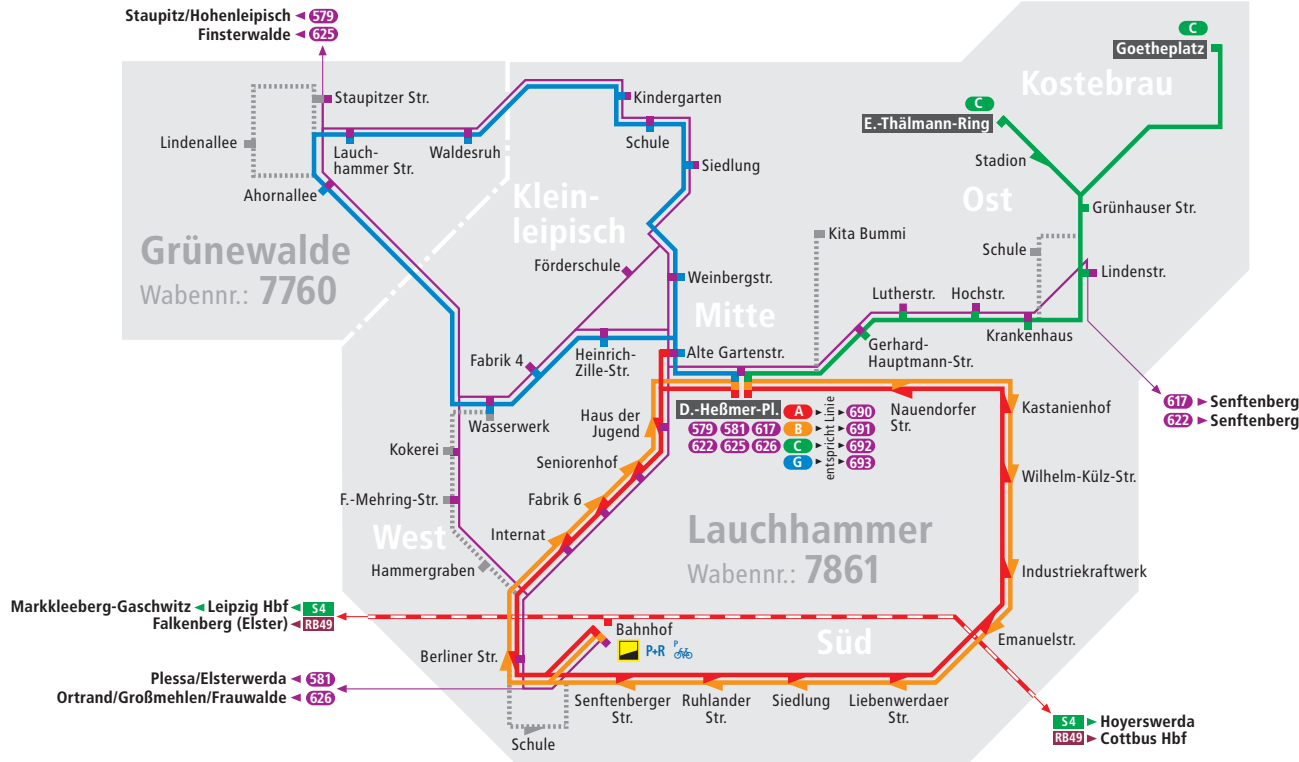 Staupitz/Hohenleipisch ◄ 579
Finsterwalde ◄ 625
C
Goetheplatz
Kostebrau
C
E.-Thälmann-Ring
Stadion
Staupitzer Str.
Kindergarten
Lindenallee
Lauch-
hammer Str.
Waldesruh
Schule
Siedlung
Ahornallee
Klein-
leipisch
Ost
Grünhauser Str.
Grünewalde
Wabennr.: 7760
Förderschule
Kita Bummi
Schule
Weinbergstr.
Lindenstr.
Mitte
Lutherstr.
Hochstr.
Krankenhaus
Gerhard-
Hauptmann-Str.
Fabrik 4
Heinrich-
Zille-Str.
Alte Gartenstr.
617 ► Senftenberg
622 ► Senftenberg
Wasserwerk
Haus der
Jugend
D.-Heßmer-Pl.
579 581 617
622 625 626
A ► ► 690
B ► ► 691
C ► ► 692
G ► ► 693
entspricht Linie
Nauendorfer
Str.
Kastanienhof
Kokerei
Seniorenhof
Wilhelm-Külz-Str.
F.-Mehring-Str.
Fabrik 6
West
Internat
Lauchhammer
Wabennr.: 7861
Hammergraben
Industriekraftwerk
Markkleeberg-Gaschwitz ◄ Leipzig Hbf ◄ S4
Falkenberg (Elster) ◄ RB49
Bahnhof
P+R
P
Süd
Emanuelstr.
Berliner Str.
Plessa/Elsterwerda ◄ 581
Ortrand/Großmehlen/Frauwalde ◄ 626
Senftenberger
Str.
Ruhlander
Str.
Siedlung
Liebenwerdaer
Str.
Schule
S4 ► Hoyerswerda
RB49 ► Cottbus Hbf